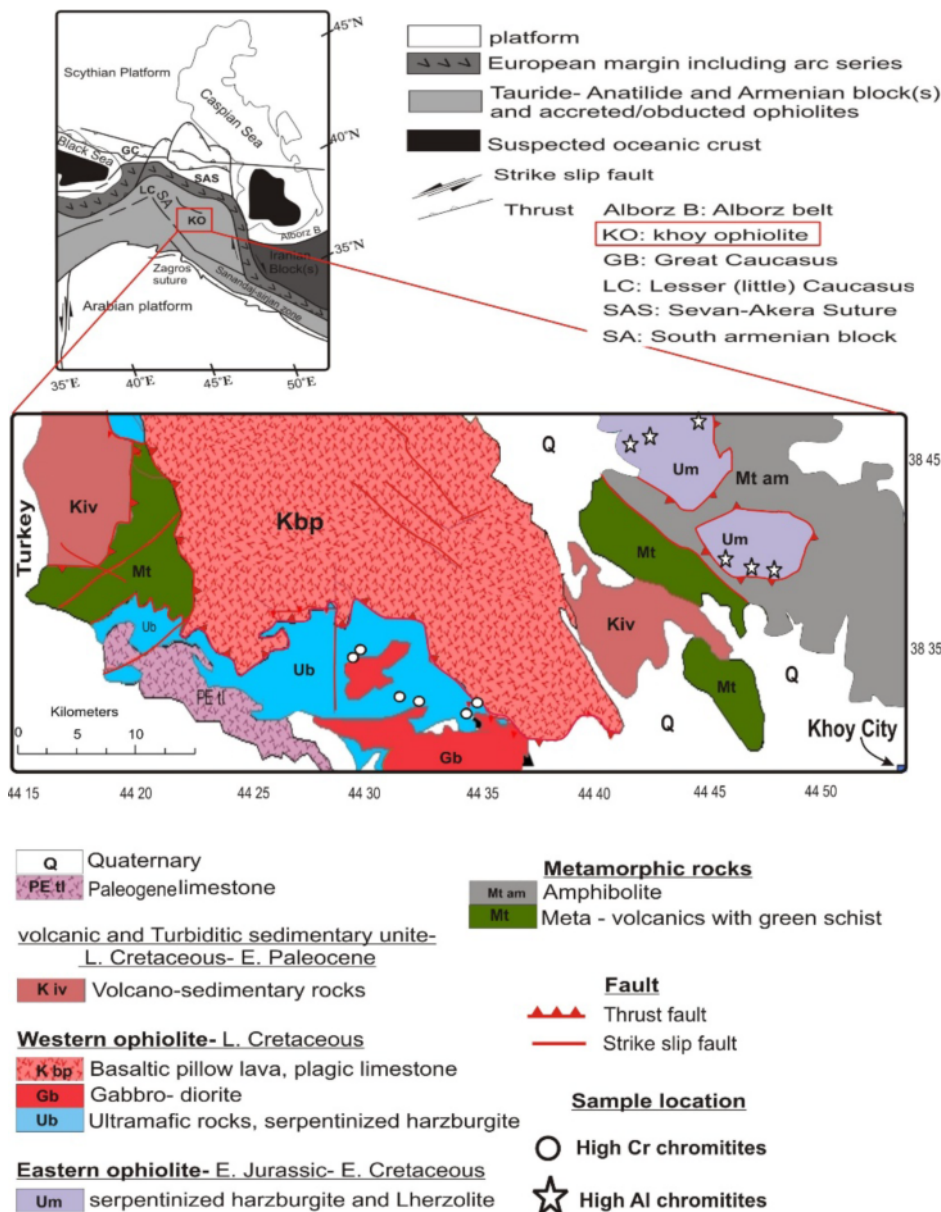 45°N
Scythian Platform
Caspian Sea
40°N
Black Sea
GC
SAS
LC
SA
KO
Alborz B
35°N
Iranian
Block(s)
Zagros
suture
Sanandaj-sirjan zone
Arabian platform
35°E
40°E
45°E
50°E
platform
European margin including arc series
Tauride- Anatilide and Armenian block(s)
and accreted/obducted ophiolites
Suspected oceanic crust
Strike slip fault
Thrust
Alborz B: Alborz belt
KO: khoy ophiolite
GB: Great Caucasus
LC: Lesser (little) Caucasus
SAS: Sevan-Akera Suture
SA: South armenian block
Turkey
Kiv
Mt
Ub
PE tl
Kbp
Ub
Gb
Q
Um
Mt am
Um
Mt
Kiv
Mt
Q
Q
Khoy City
38 45
38 35
Kilometers
0 5 10
44 15 44 20 44 25 44 30 44 35 44 40 44 45 44 50
Q Quaternary
PE tl Paleogene limestone
volcanic and Turbiditic sedimentary unite-
L. Cretaceous- E. Paleocene
K iv Volcano-sedimentary rocks
Western ophiolite- L. Cretaceous
K bp Basaltic pillow lava, plagic limestone
Gb Gabbro- diorite
Ub Ultramafic rocks, serpentinized harzburgite
Eastern ophiolite- E. Jurassic- E. Cretaceous
Um serpentinized harzburgite and Lherzolite
Metamorphic rocks
Mt am Amphibolite
Mt Meta - volcanics with green schist
Fault
Thrust fault
Strike slip fault
Sample location
High Cr chromitites
High Al chromitites